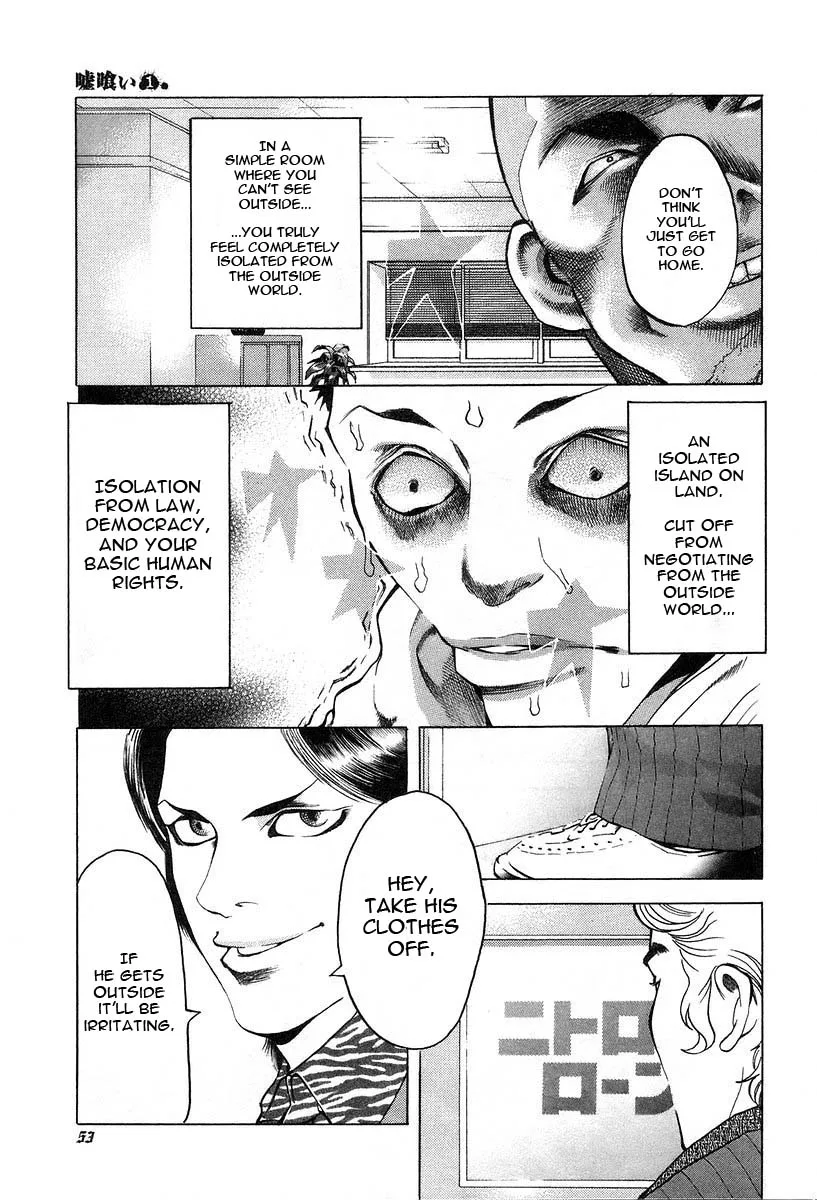 嘘喰い 1
DON'T
THINK
YOU'LL
JUST GET
TO GO
HOME.
IN A
SIMPLE ROOM
WHERE YOU
CAN'T SEE
OUTSIDE...
...YOU TRULY
FEEL COMPLETELY
ISOLATED FROM
THE OUTSIDE
WORLD.
AN
ISOLATED
ISLAND ON
LAND.
CUT OFF
FROM
NEGOTIATING
FROM THE
OUTSIDE
WORLD...
ISOLATION
FROM LAW,
DEMOCRACY,
AND YOUR
BASIC HUMAN
RIGHTS.
HEY,
TAKE HIS
CLOTHES
OFF.
IF
HE GETS
OUTSIDE
IT'LL BE
IRRITATING.
ニトロ
ローン
53